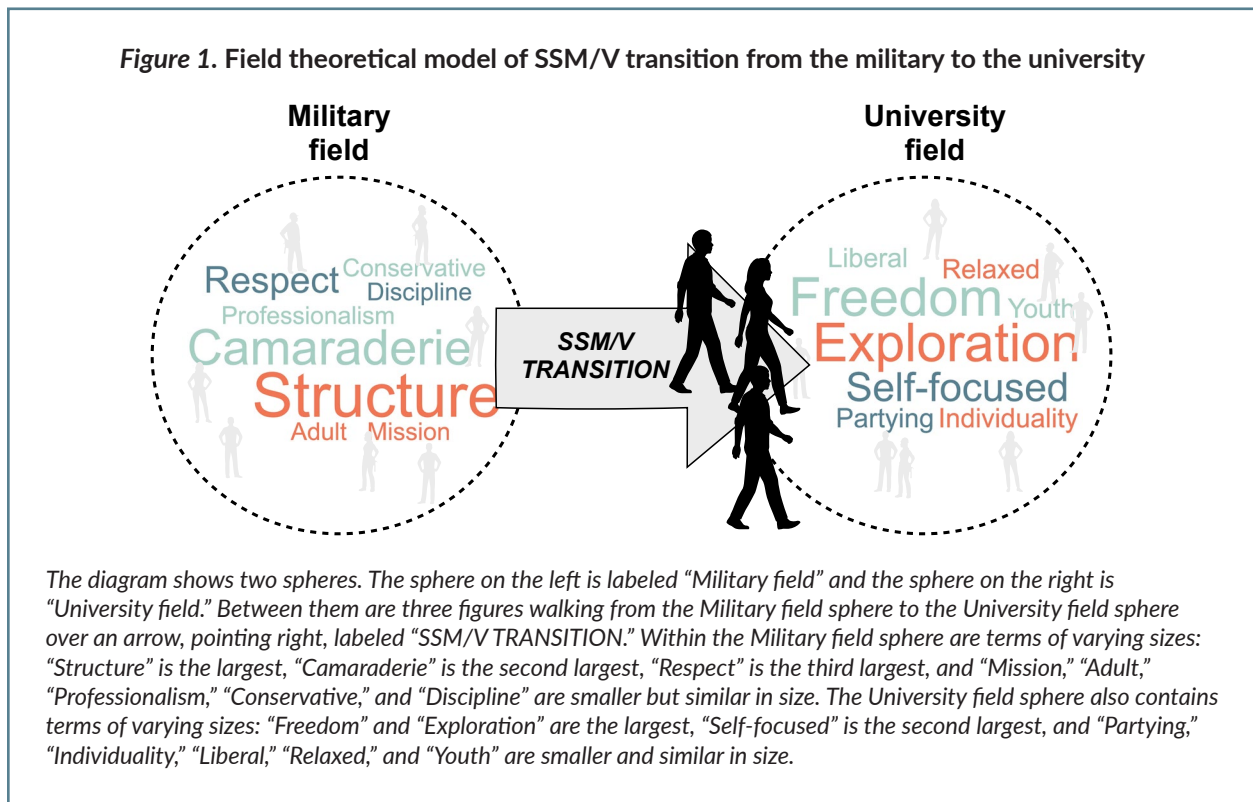 Figure 1. Field theoretical model of SSM/V transition from the military to the university
Military
field
University
field
Respect
Conservative
Discipline
Professionalism
Camaraderie
Structure
Adult
Mission
SSM/V
TRANSITION
Liberal
Relaxed
Freedom
Youth
Exploration
Self-focused
Partying
Individuality
The diagram shows two spheres. The sphere on the left is labeled “Military field” and the sphere on the right is
“University field.” Between them are three figures walking from the Military field sphere to the University field sphere
over an arrow, pointing right, labeled “SSM/V TRANSITION.” Within the Military field sphere are terms of varying sizes:
“Structure” is the largest, “Camaraderie” is the second largest, “Respect” is the third largest, and “Mission,” “Adult,”
“Professionalism,” “Conservative,” and “Discipline” are smaller but similar in size. The University field sphere also contains
terms of varying sizes: “Freedom” and “Exploration” are the largest, “Self-focused” is the second largest, and “Partying,”
“Individuality,” “Liberal,” “Relaxed,” and “Youth” are smaller and similar in size.